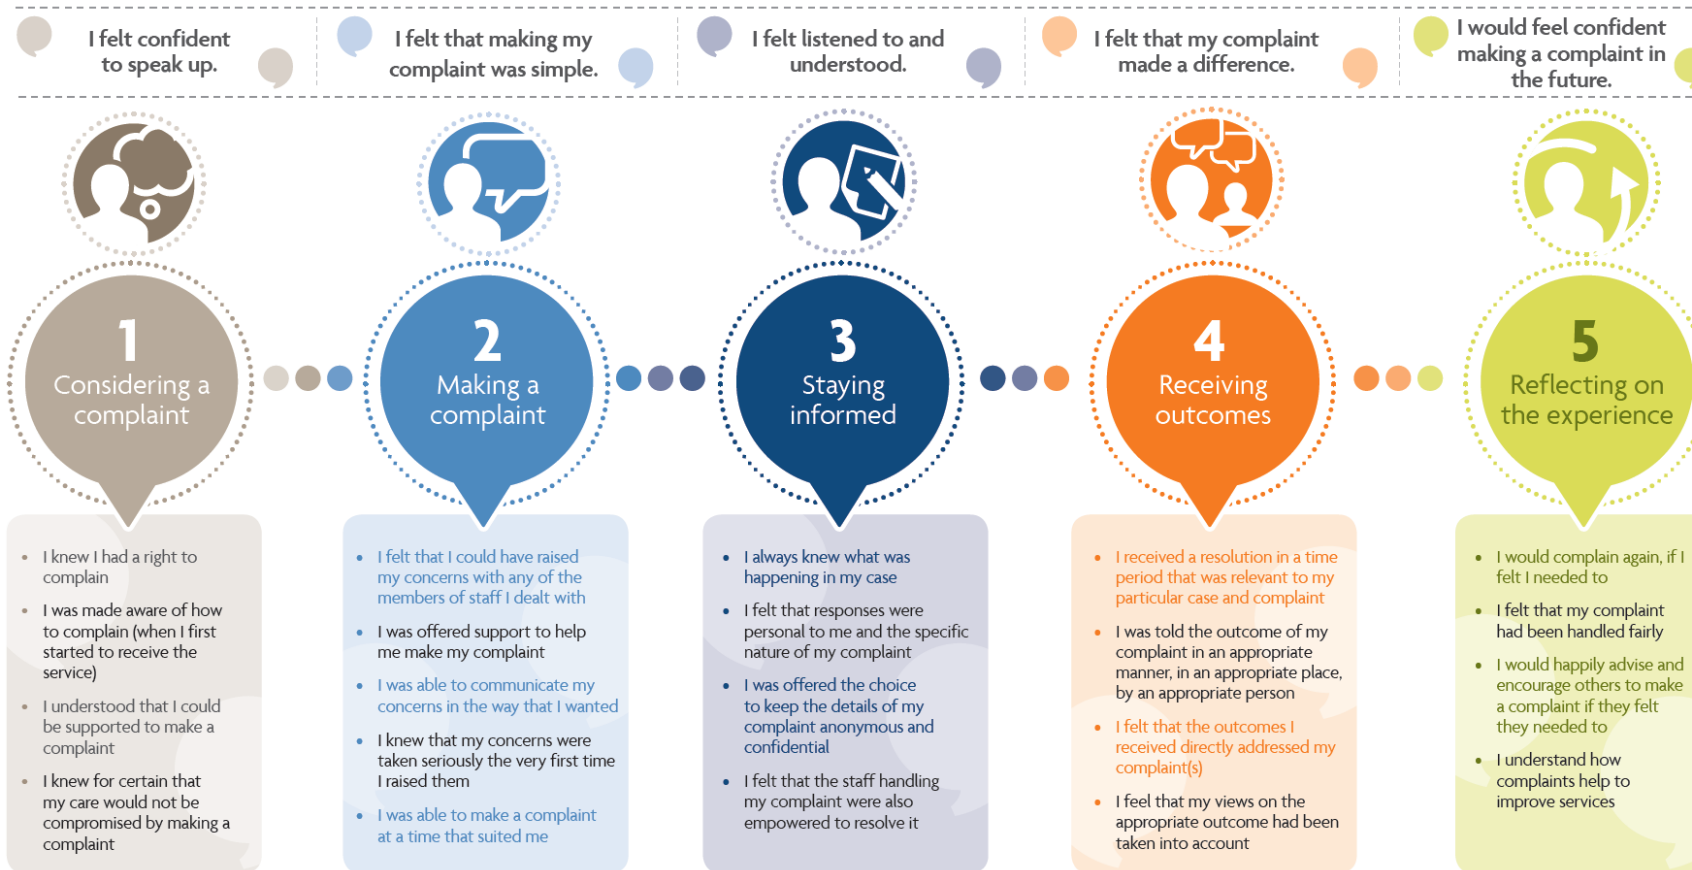 I felt confident
to speak up.
I felt that making my
complaint was simple.
I felt listened to and
understood.
I felt that my complaint
made a difference.
I would feel confident
making a complaint in
the future.
1
Considering a
complaint
2
Making a
complaint
3
Staying
informed
4
Receiving
outcomes
5
Reflecting on
the experience
• I knew I had a right to
complain
• I was made aware of how
to complain (when I first
started to receive the
service)
• I understood that I could
be supported to make a
complaint
• I knew for certain that
my care would not be
compromised by making a
complaint
• I felt that I could have raised
my concerns with any of the
members of staff I dealt with
• I was offered support to help
me make my complaint
• I was able to communicate my
concerns in the way that I wanted
• I knew that my concerns were
taken seriously the very first time
I raised them
• I was able to make a complaint
at a time that suited me
• I always knew what was
happening in my case
• I felt that responses were
personal to me and the specific
nature of my complaint
• I was offered the choice
to keep the details of my
complaint anonymous and
confidential
• I felt that the staff handling
my complaint were also
empowered to resolve it
• I received a resolution in a time
period that was relevant to my
particular case and complaint
• I was told the outcome of my
complaint in an appropriate
manner, in an appropriate place,
by an appropriate person
• I felt that the outcomes I
received directly addressed my
complaint(s)
• I feel that my views on the
appropriate outcome had been
taken into account
• I would complain again, if I
felt I needed to
• I felt that my complaint
had been handled fairly
• I would happily advise and
encourage others to make
a complaint if they felt
they needed to
• I understand how
complaints help to
improve services